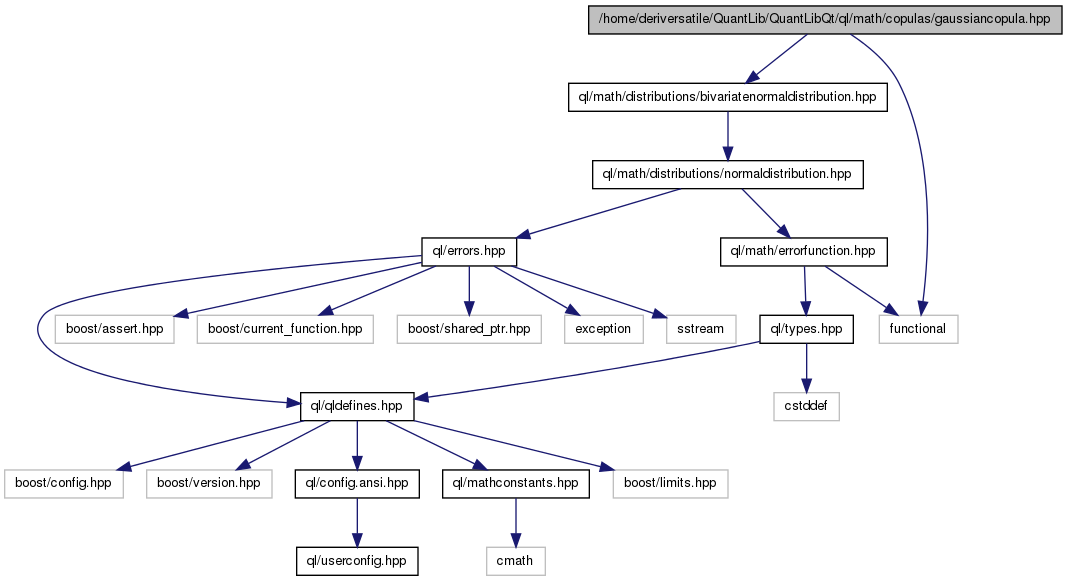 /home/deriversatile/QuantLib/QuantLibQt/ql/math/copulas/gaussiancopula.hpp
ql/math/distributions/bivariatenormaldistribution.hpp
ql/math/distributions/normaldistribution.hpp
ql/errors.hpp
ql/math/errorfunction.hpp
boost/assert.hpp
boost/current_function.hpp
boost/shared_ptr.hpp
exception
sstream
ql/types.hpp
functional
ql/qldefines.hpp
cstddef
boost/config.hpp
boost/version.hpp
ql/config.ansi.hpp
ql/mathconstants.hpp
boost/limits.hpp
ql/userconfig.hpp
cmath